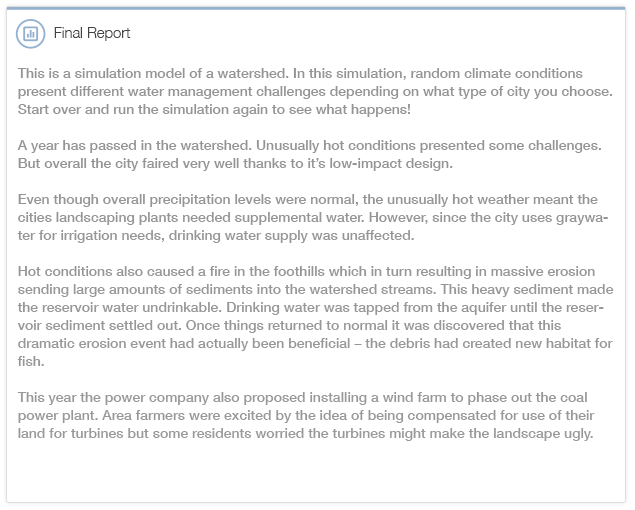 Final Report
This is a simulation model of a watershed. In this simulation, random climate conditions
present different water management challenges depending on what type of city you choose.
Start over and run the simulation again to see what happens!
A year has passed in the watershed. Unusually hot conditions presented some challenges.
But overall the city faired very well thanks to it's low-impact design.
Even though overall precipitation levels were normal, the unusually hot weather meant the
cities landscaping plants needed supplemental water. However, since the city uses graywa-
ter for irrigation needs, drinking water supply was unaffected.
Hot conditions also caused a fire in the foothills which in turn resulting in massive erosion
sending large amounts of sediments into the watershed streams. This heavy sediment made
the reservoir water undrinkable. Drinking water was tapped from the aquifer until the reser-
voir sediment settled out. Once things returned to normal it was discovered that this
dramatic erosion event had actually been beneficial – the debris had created new habitat for
fish.
This year the power company also proposed installing a wind farm to phase out the coal
power plant. Area farmers were excited by the idea of being compensated for use of their
land for turbines but some residents worried the turbines might make the landscape ugly.